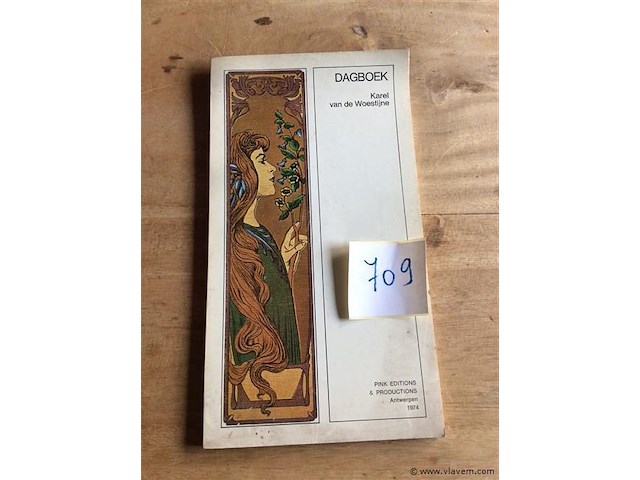 DAGBOEK
Karel
van de Woestijne
709
PINK EDITIONS
& PRODUCTIONS
Antwerpen
1974
© www.vlavem.com